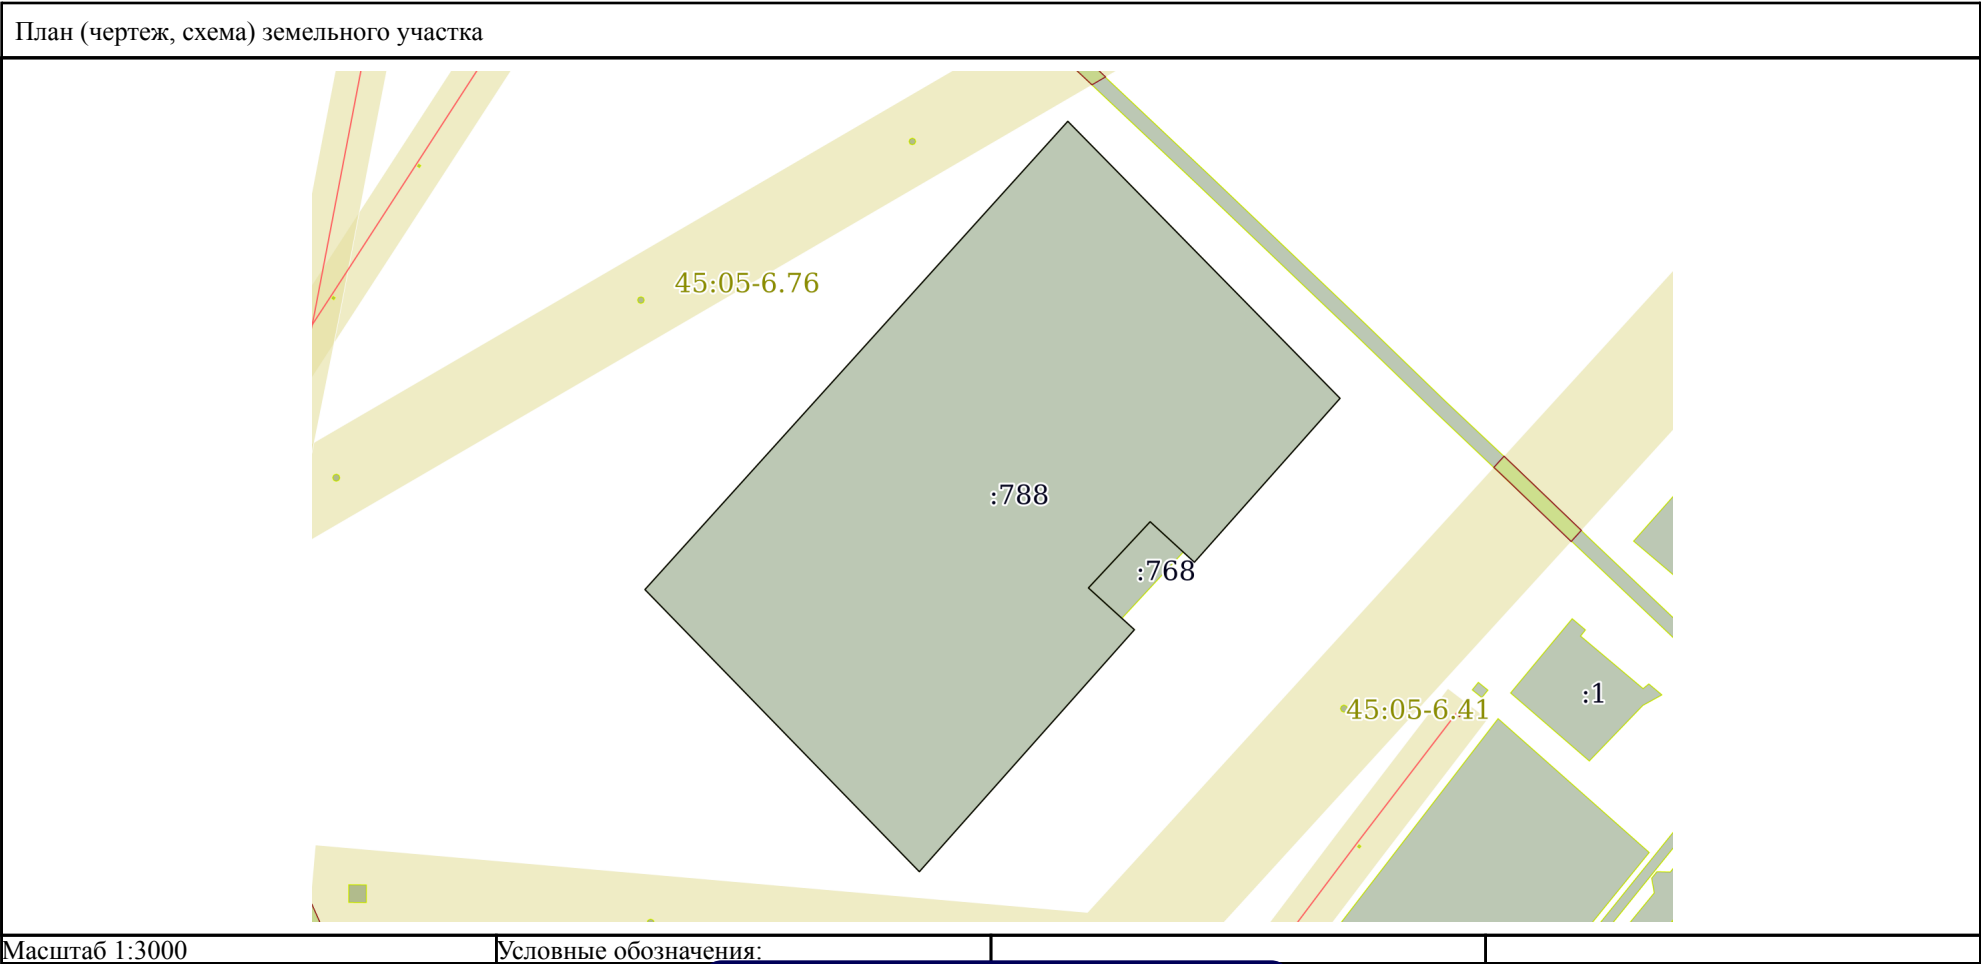 План (чертеж, схема) земельного участка
45:05-6.76
:788
:768
:1
45:05-6.41
Масштаб 1:3000
Условные обозначения: